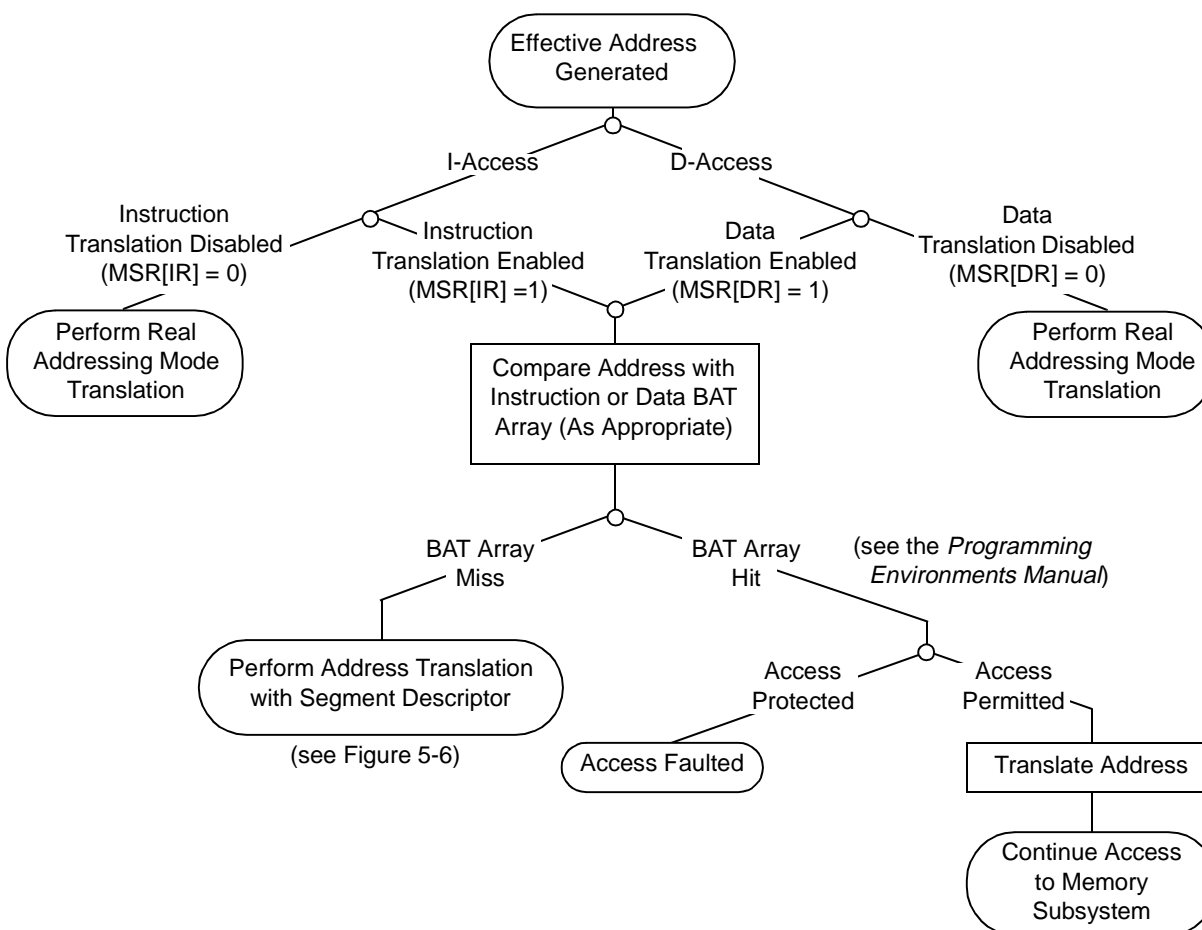 Effective Address
Generated
I-Access
D-Access
Instruction
Translation Disabled
(MSR[IR] = 0)
Instruction
Translation Enabled
(MSR[IR] =1)
Data
Translation Enabled
(MSR[DR] = 1)
Data
Translation Disabled
(MSR[DR] = 0)
Perform Real
Addressing Mode
Translation
Compare Address with
Instruction or Data BAT
Array (As Appropriate)
Perform Real
Addressing Mode
Translation
BAT Array
Miss
BAT Array
Hit
(see the Programming
Environments Manual)
Perform Address Translation
with Segment Descriptor
(see Figure 5-6)
Access
Protected
Access
Permitted
Access Faulted
Translate Address
Continue Access
to Memory
Subsystem